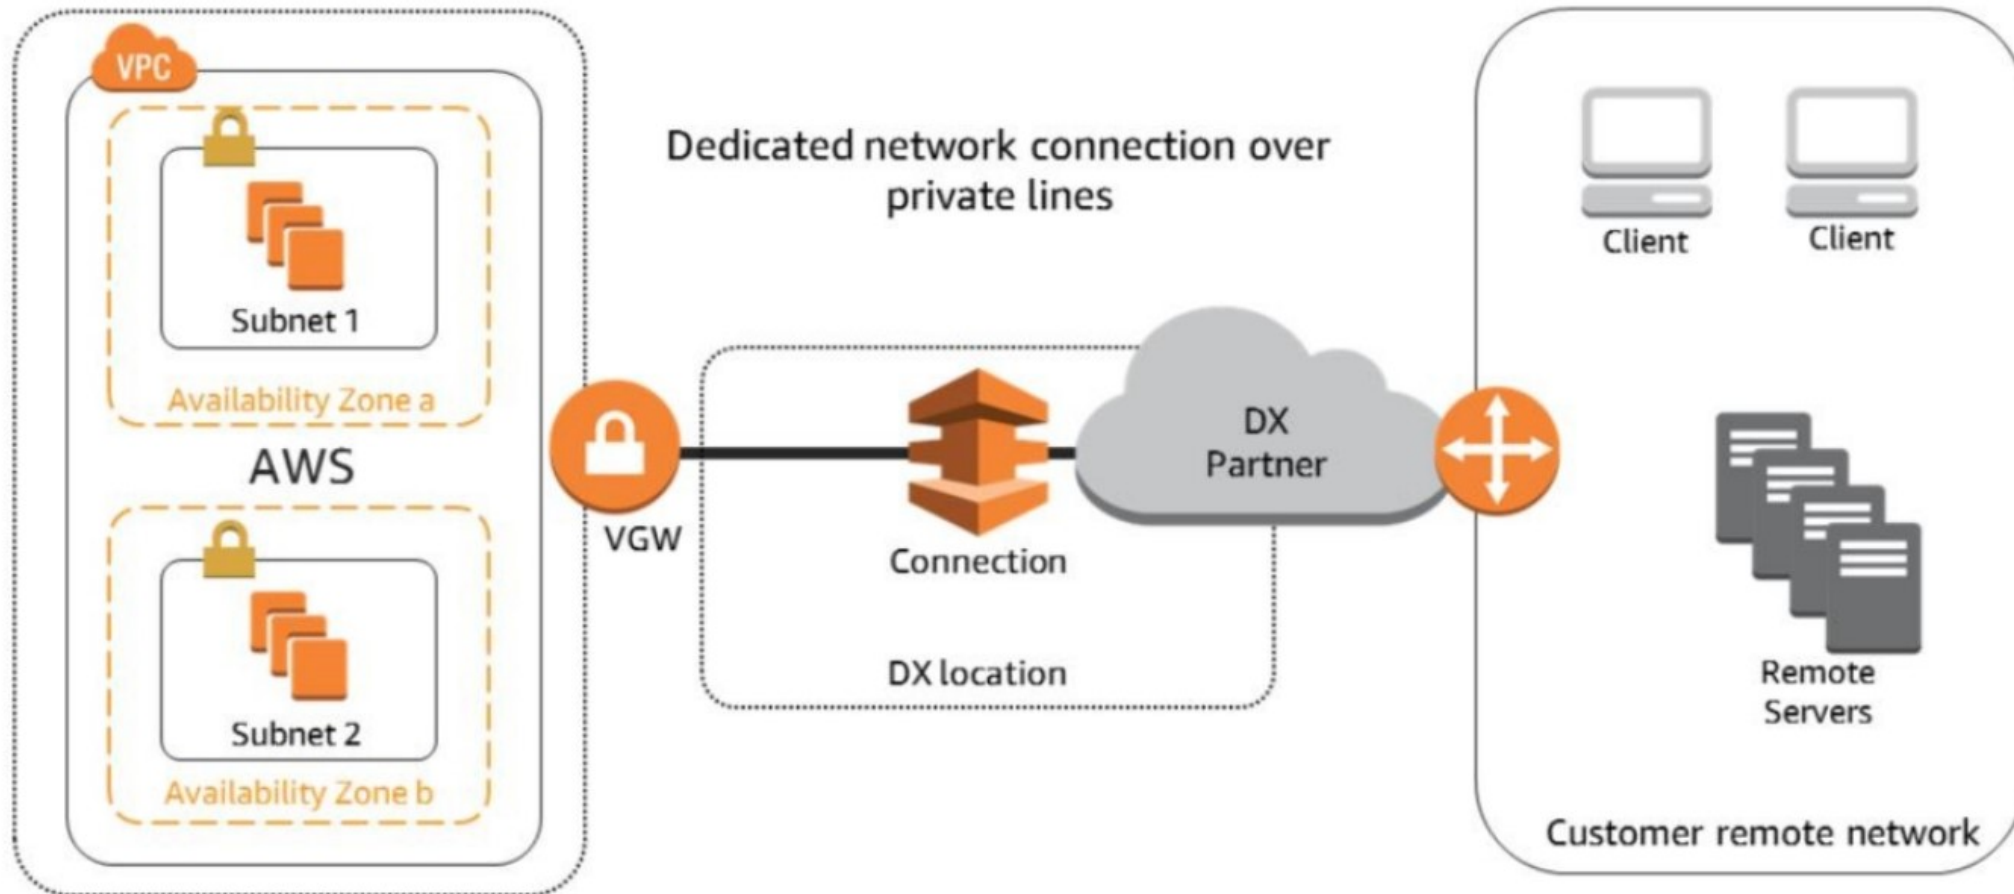 VPC
Subnet 1
Availability Zone a
AWS
Subnet 2
Availability Zone b
VGW
Dedicated network connection over
private lines
Connection
DX location
DX
Partner
Client
Client
Remote
Servers
Customer remote network